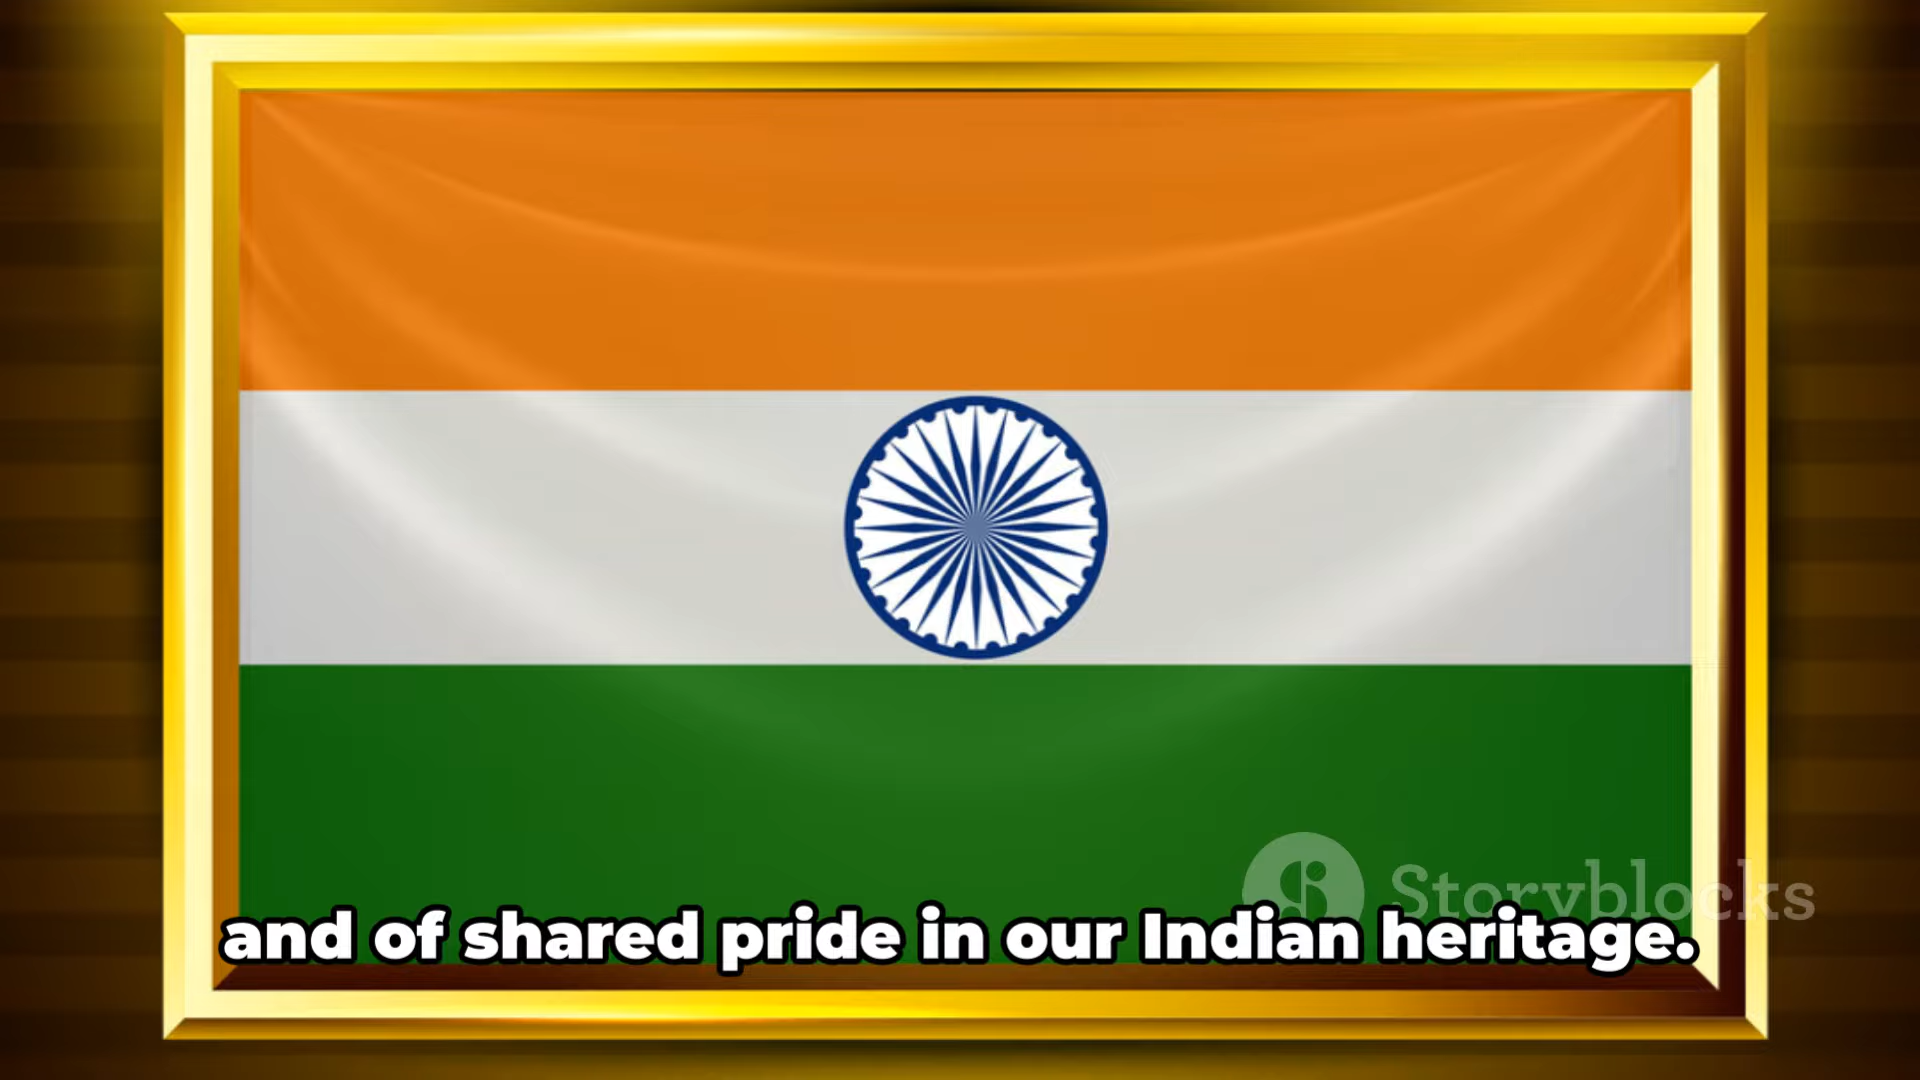 Storyblocks
and of shared pride in our Indian heritage.